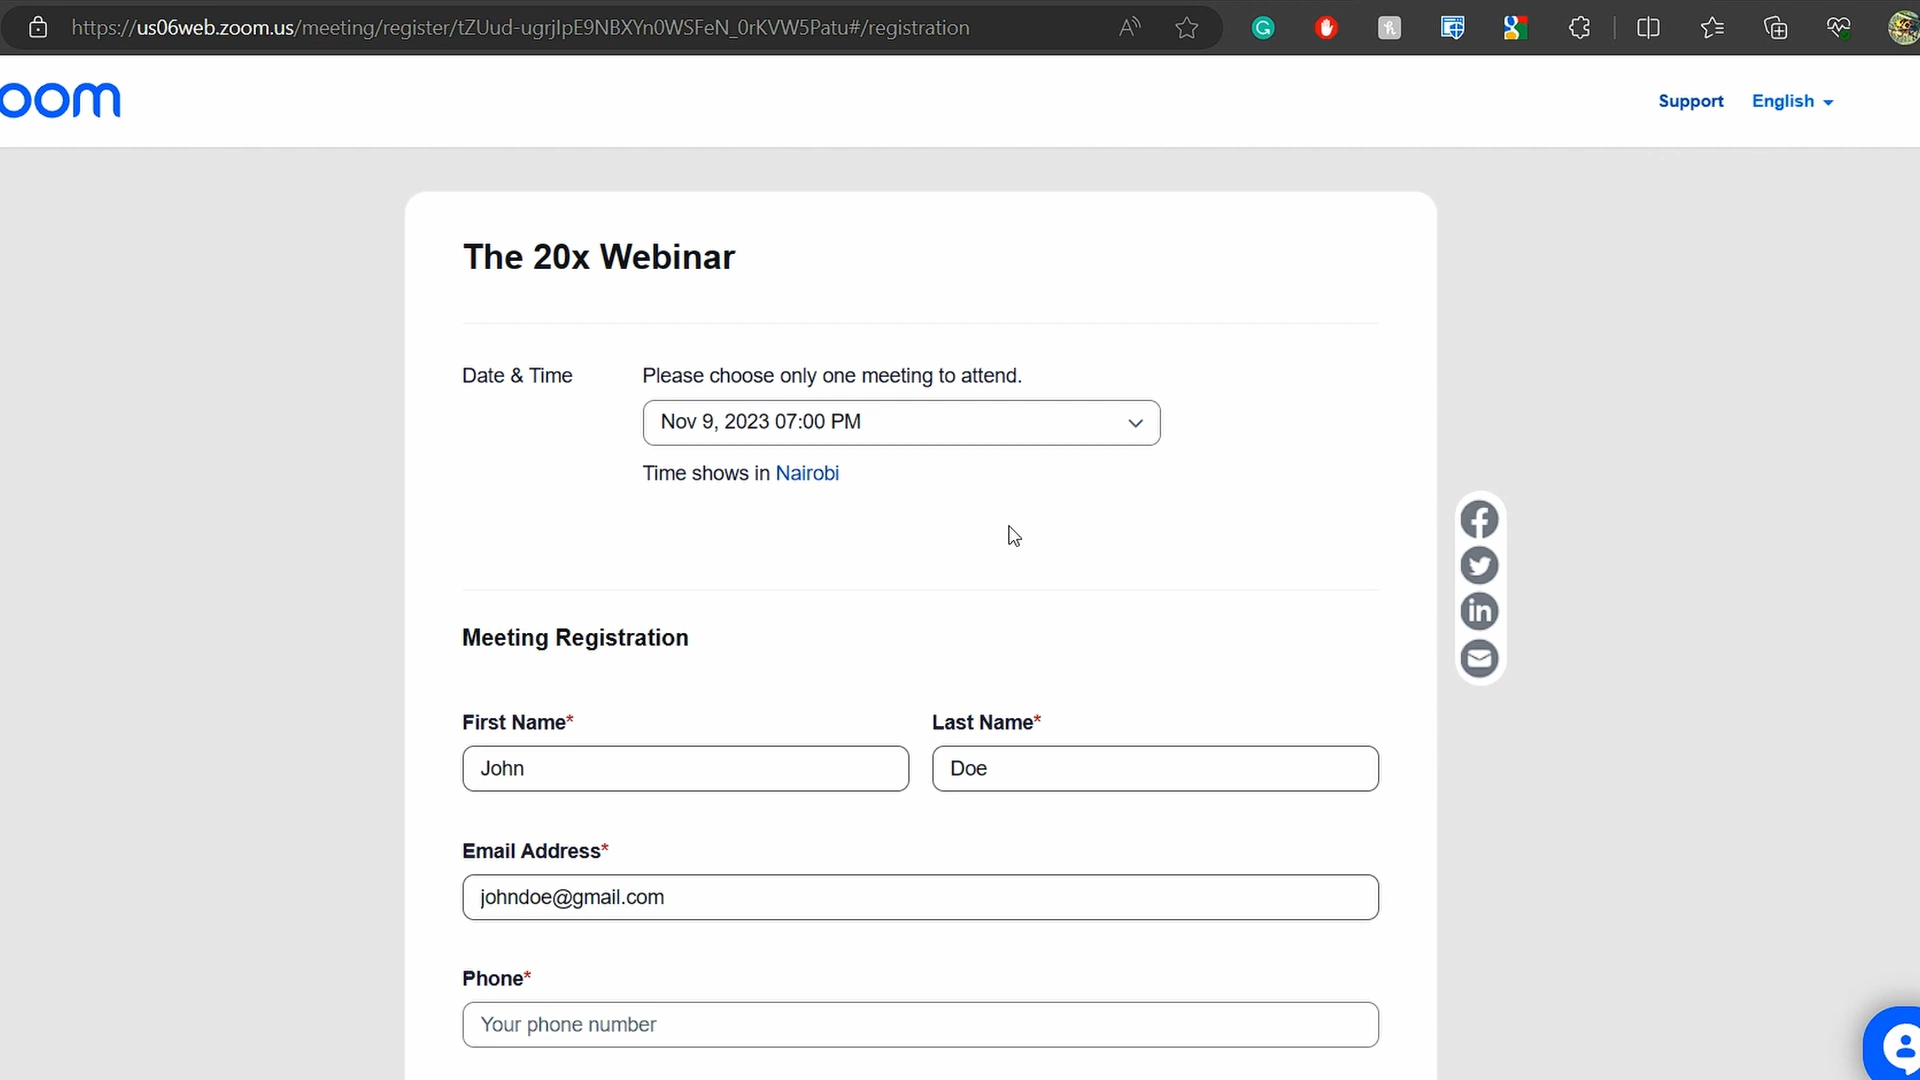 https://us06web.zoom.us/meeting/register/tZUud-ugrjIpE9NBXYn0WSFeN_0rKVW5Patu#/registration
oom
Support
English
The 20x Webinar
Date & Time
Please choose only one meeting to attend.
Nov 9, 2023 07:00 PM
Time shows in Nairobi
Meeting Registration
First Name*
Last Name*
John
Doe
Email Address*
johndoe@gmail.com
Phone*
Your phone number